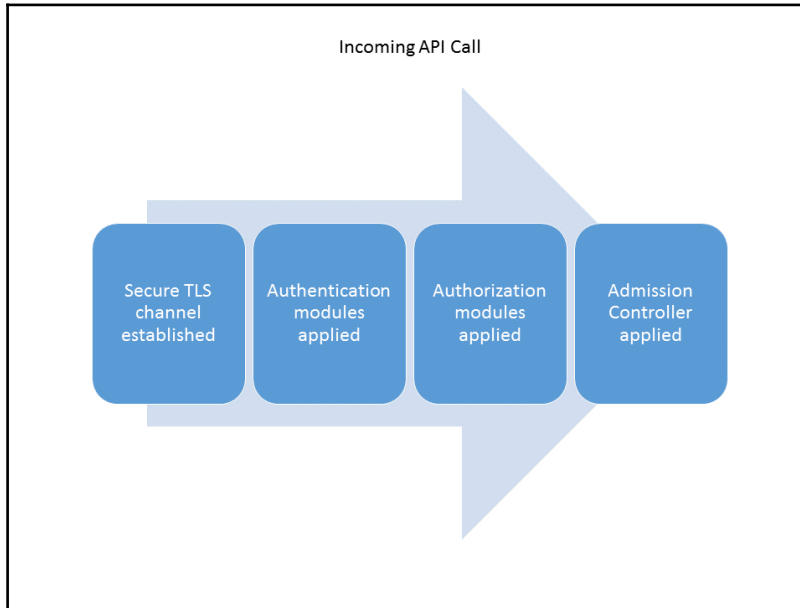 Incoming API Call
Secure TLS
channel
established
Authentication
modules
applied
Authorization
modules
applied
Admission
Controller
applied